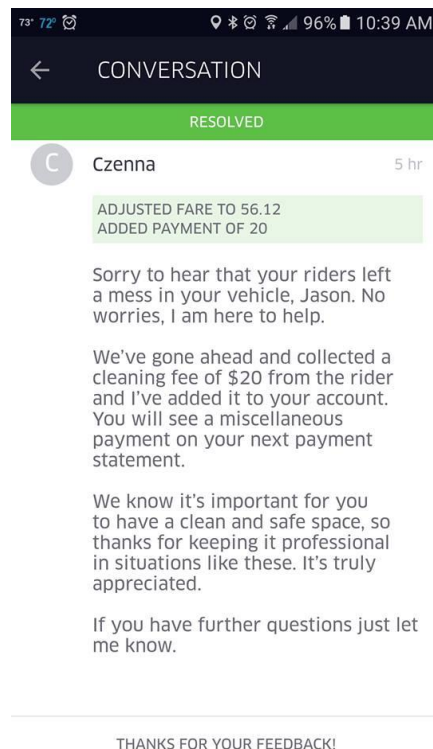 73° 72° 96% 10:39 AM
CONVERSATION
RESOLVED
C Czenna 5 hr
ADJUSTED FARE TO 56.12
ADDED PAYMENT OF 20
Sorry to hear that your riders left
a mess in your vehicle, Jason. No
worries, I am here to help.
We've gone ahead and collected a
cleaning fee of $20 from the rider
and I've added it to your account.
You will see a miscellaneous
payment on your next payment
statement.
We know it's important for you
to have a clean and safe space, so
thanks for keeping it professional
in situations like these. It's truly
appreciated.
If you have further questions just let
me know.
THANKS FOR YOUR FEEDBACK!